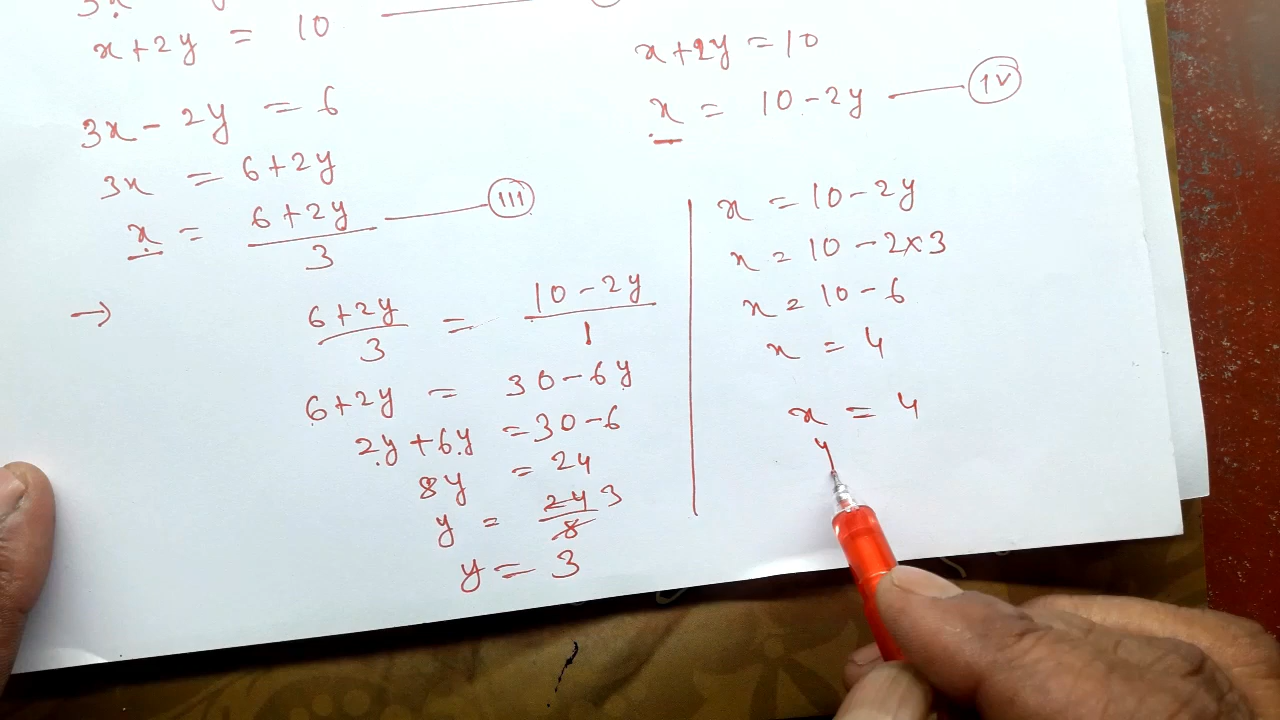 x+2y = 10
3x-2y = 6
3x = 6+2y
x = 6+2y/3 (III)
x+2y=10
x = 10-2y (IV)
→ 6+2y/3 = 10-2y/1
6+2y = 30-6y
2y+6y = 30-6
8y = 24
y = 24/8 3
y = 3
x = 10-2y
x = 10-2×3
x = 10-6
x = 4
x = 4
y